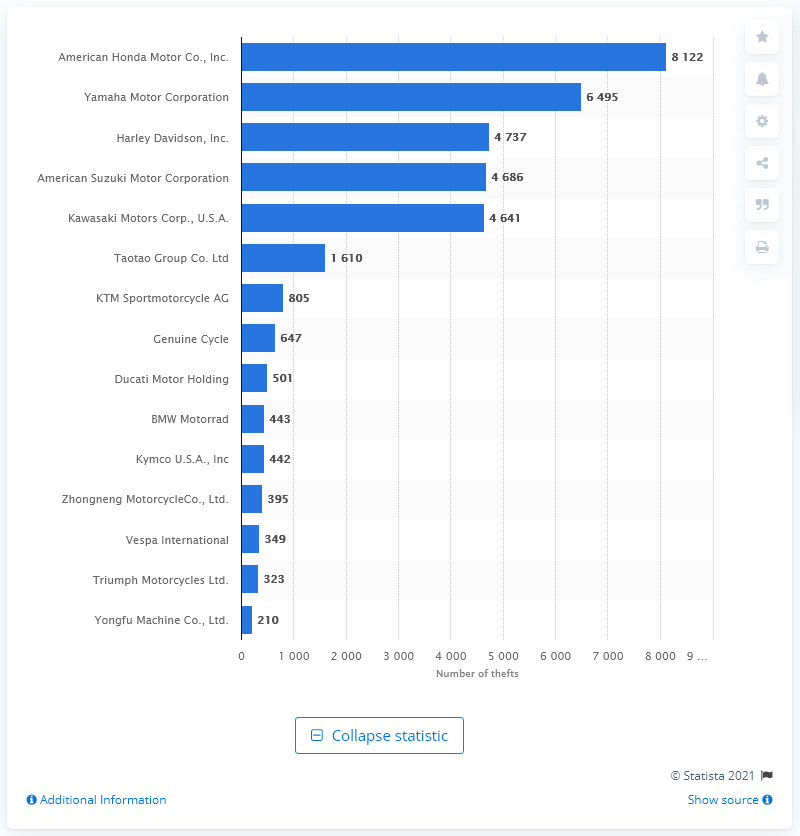 American Honda Motor Co., Inc. 8 122
Yamaha Motor Corporation 6 495
Harley Davidson, Inc. 4 737
American Suzuki Motor Corporation 4 686
Kawasaki Motors Corp., U.S.A. 4 641
Taotao Group Co. Ltd 1 610
KTM Sportmotorcycle AG 805
Genuine Cycle 647
Ducati Motor Holding 501
BMW Motorrad 443
Kymco U.S.A., Inc 442
Zhongneng MotorcycleCo., Ltd. 395
Vespa International 349
Triumph Motorcycles Ltd. 323
Yongfu Machine Co., Ltd. 210
0 1 000 2 000 3 000 4 000 5 000 6 000 7 000 8 000 9 ...
Number of thefts
Collapse statistic
© Statista 2021
Additional Information Show source